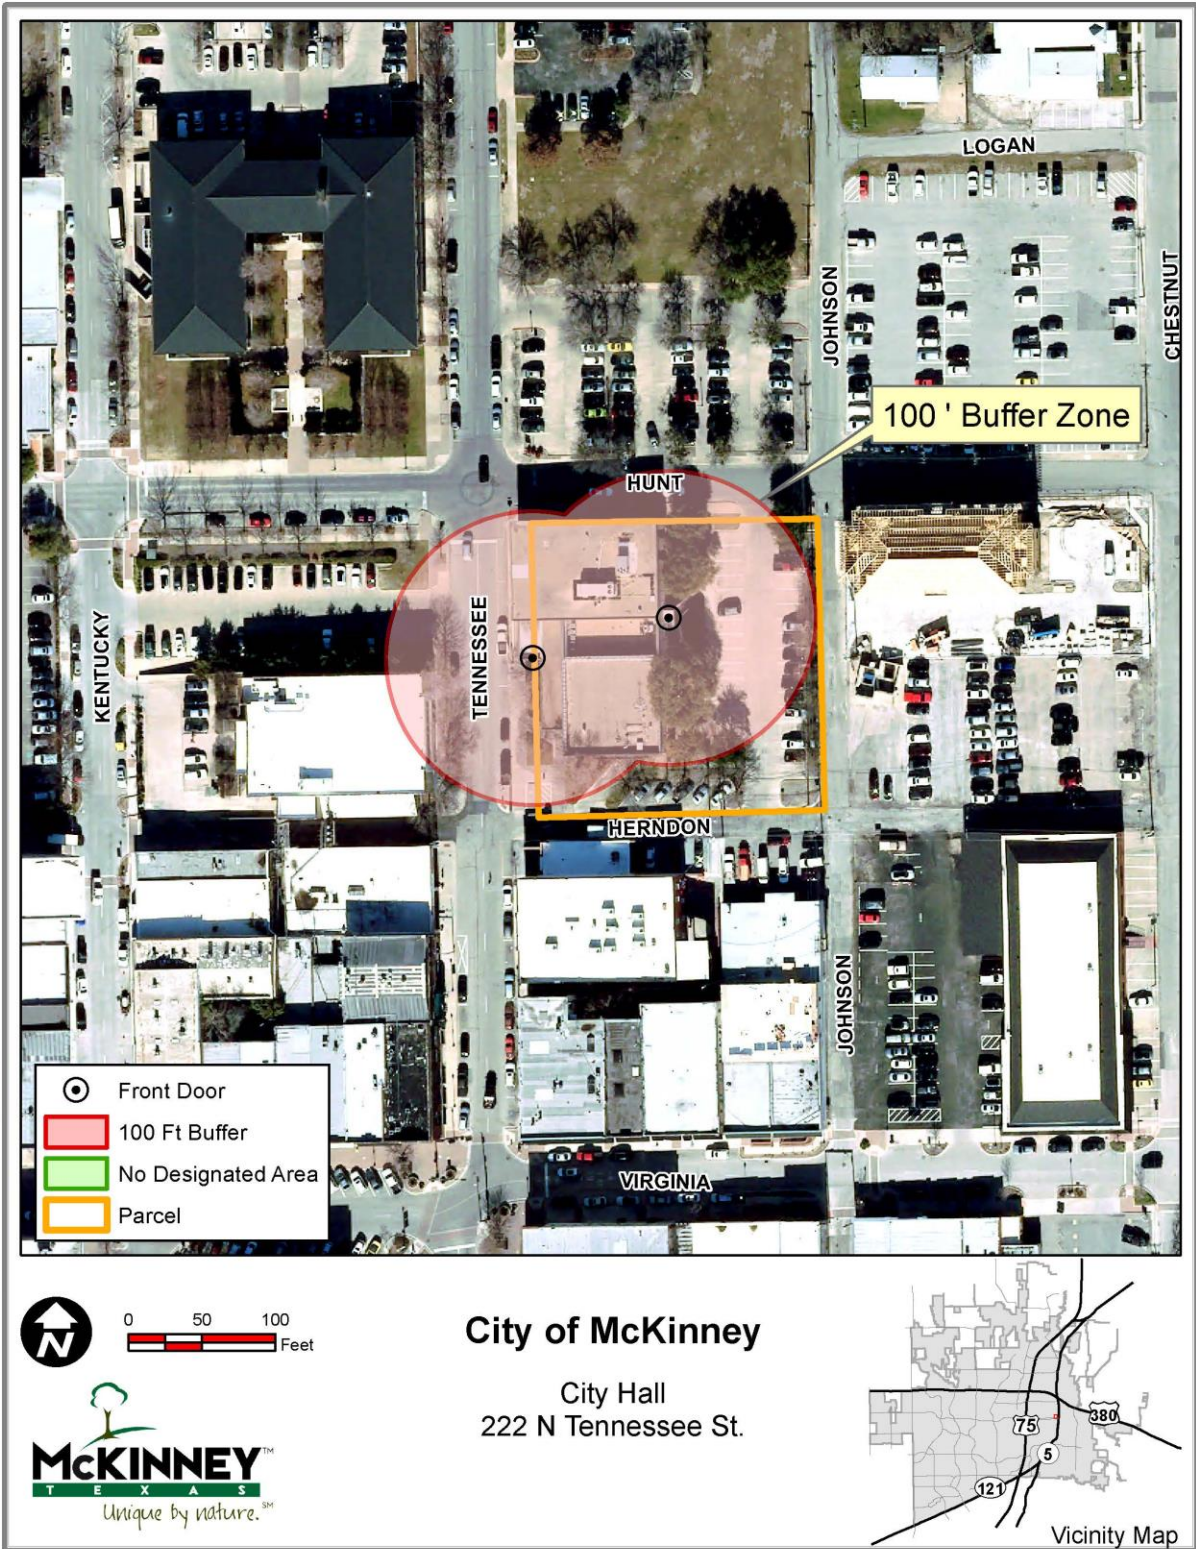 LOGAN
JOHNSON
CHESTNUT
100 ' Buffer Zone
HUNT
KENTUCKY
TENNESSEE
HERNDON
JOHNSON
VIRGINIA
Front Door
100 Ft Buffer
No Designated Area
Parcel
N
0 50 100
Feet
City of McKinney
City Hall
222 N Tennessee St.
McKINNEY™
TEXAS
Unique by nature.℠
75
380
5
121
Vicinity Map